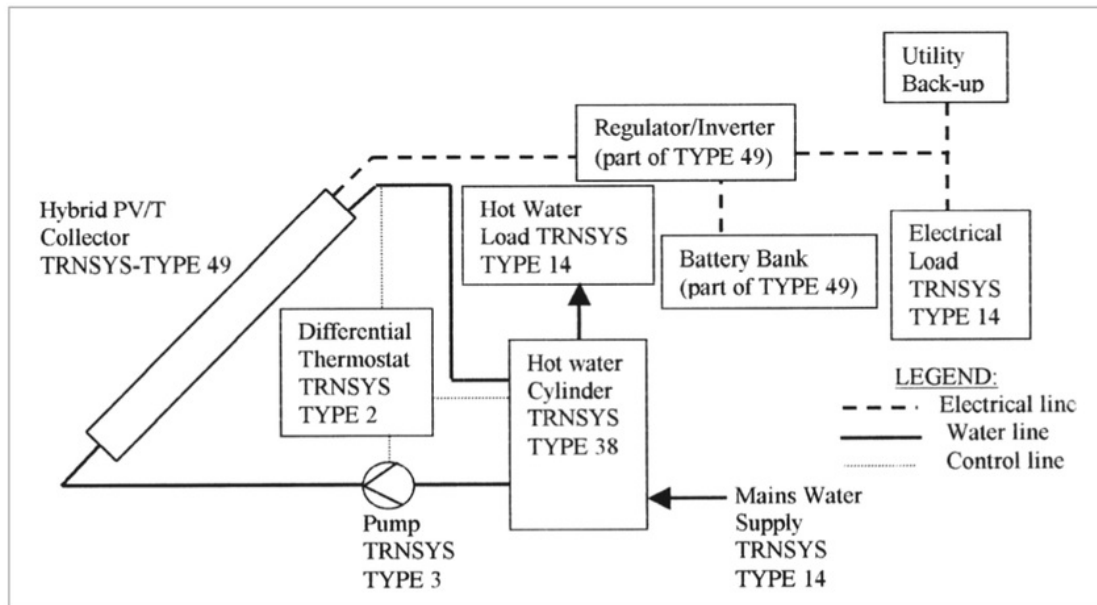 Utility
Back-up
Regulator/Inverter
(part of TYPE 49)
Hybrid PV/T
Collector
TRNSYS-TYPE 49
Hot Water
Load TRNSYS
TYPE 14
Battery Bank
(part of TYPE 49)
Electrical
Load
TRNSYS
TYPE 14
Differential
Thermostat
TRNSYS
TYPE 2
Hot water
Cylinder
TRNSYS
TYPE 38
LEGEND:
Electrical line
Water line
Control line
Pump
TRNSYS
TYPE 3
Mains Water
Supply
TRNSYS
TYPE 14